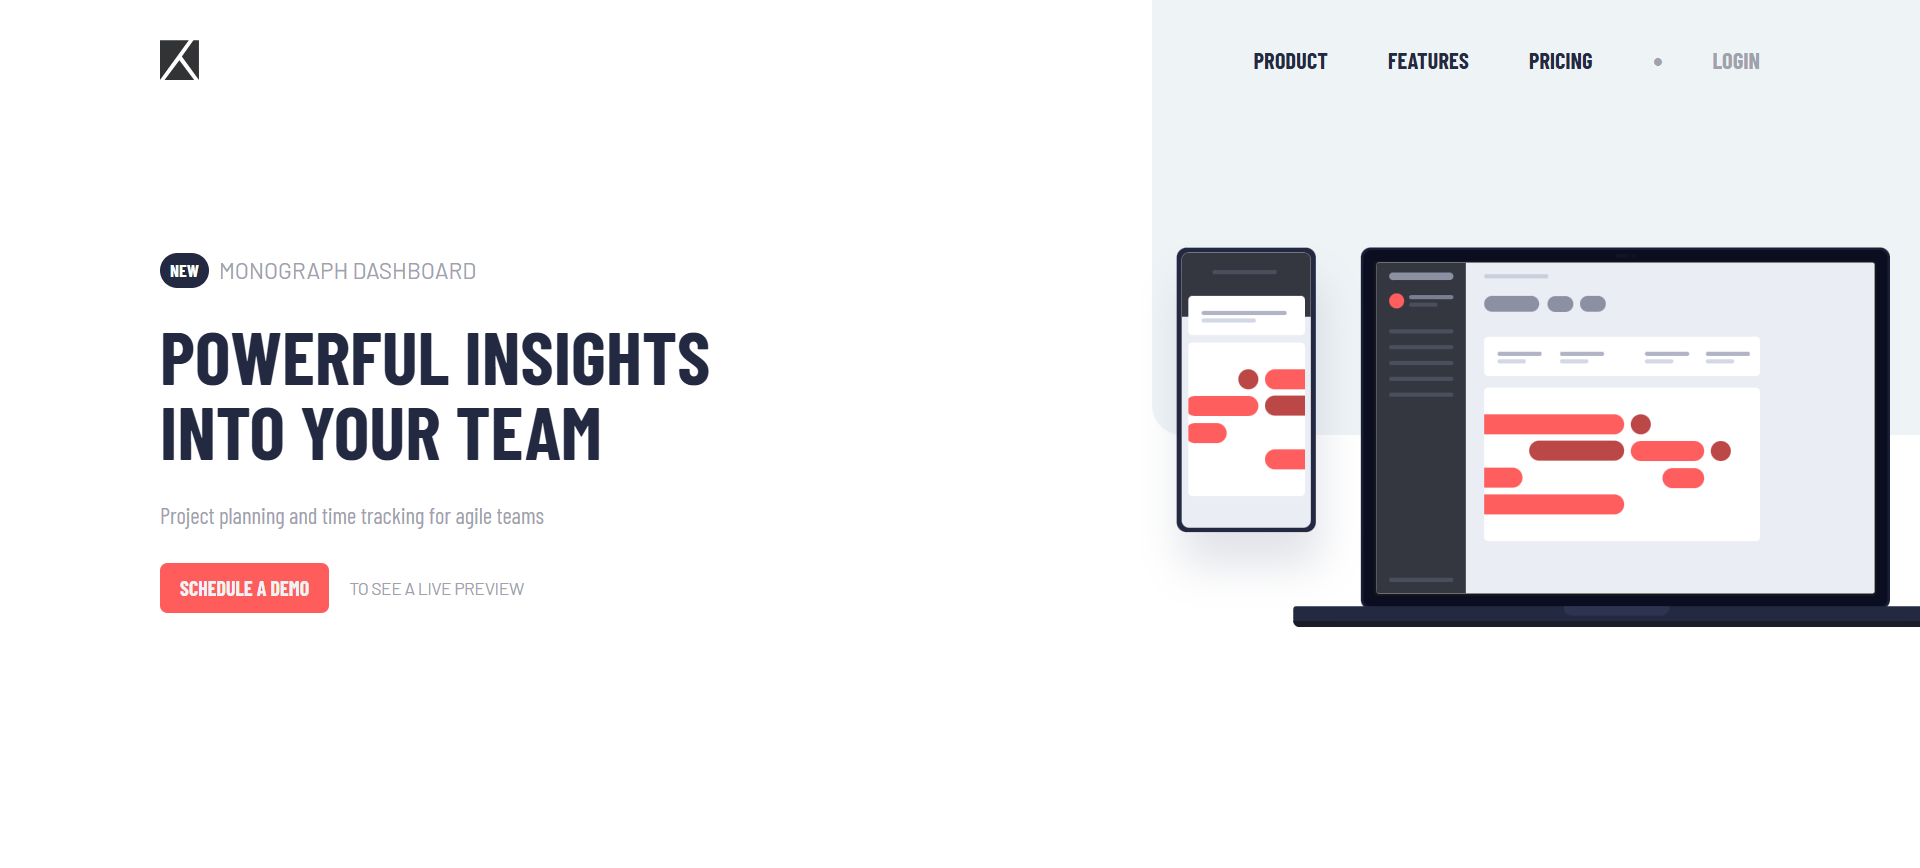 PRODUCT FEATURES PRICING LOGIN
NEW MONOGRAPH DASHBOARD
POWERFUL INSIGHTS
INTO YOUR TEAM
Project planning and time tracking for agile teams
SCHEDULE A DEMO TO SEE A LIVE PREVIEW